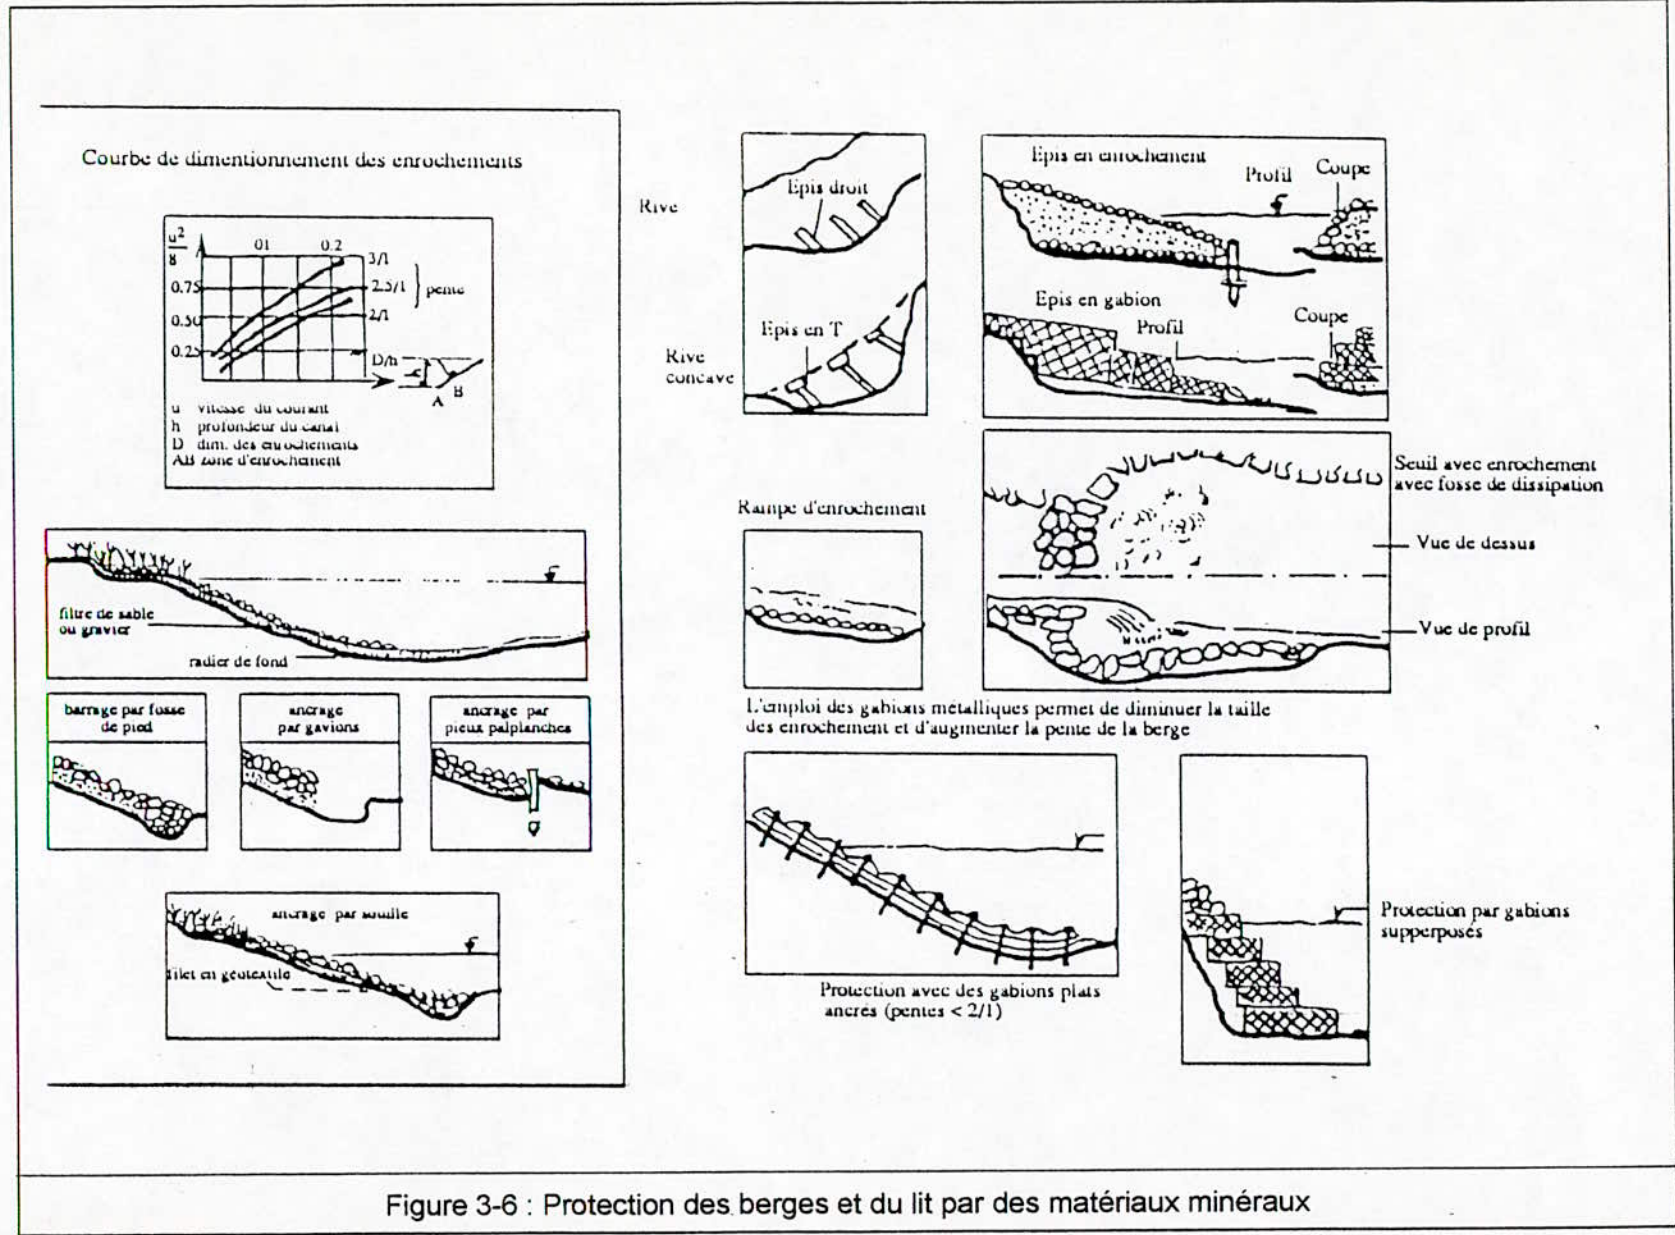 Courbe de dimentionnement des enrochements
u²
8
01 0.2
0.75
0.50
0.25
3/1
2.5/1
2/1
pente
D/h
h
A B
u vitesse du courant
h profondeur du canal
D dim. des enrochements
AB zone d'enrochement
filtre de sable
ou gravier
radier de fond
barrage par fosse
de pied
ancrage
par gavions
ancrage par
pieux palplanches
ancrage par souille
filet en géotextile
Rive
Epis droit
Rive
concave
Epis en T
Epis en enrochement
Profil
Coupe
Epis en gabion
Profil
Coupe
Rampe d'enrochement
Seuil avec enrochement
avec fosse de dissipation
Vue de dessus
Vue de profil
L'emploi des gabions métalliques permet de diminuer la taille
des enrochement et d'augmenter la pente de la berge
Protection avec des gabions plats
ancrés (pentes < 2/1)
Protection par gabions
supperposés
Figure 3-6 : Protection des berges et du lit par des matériaux minéraux